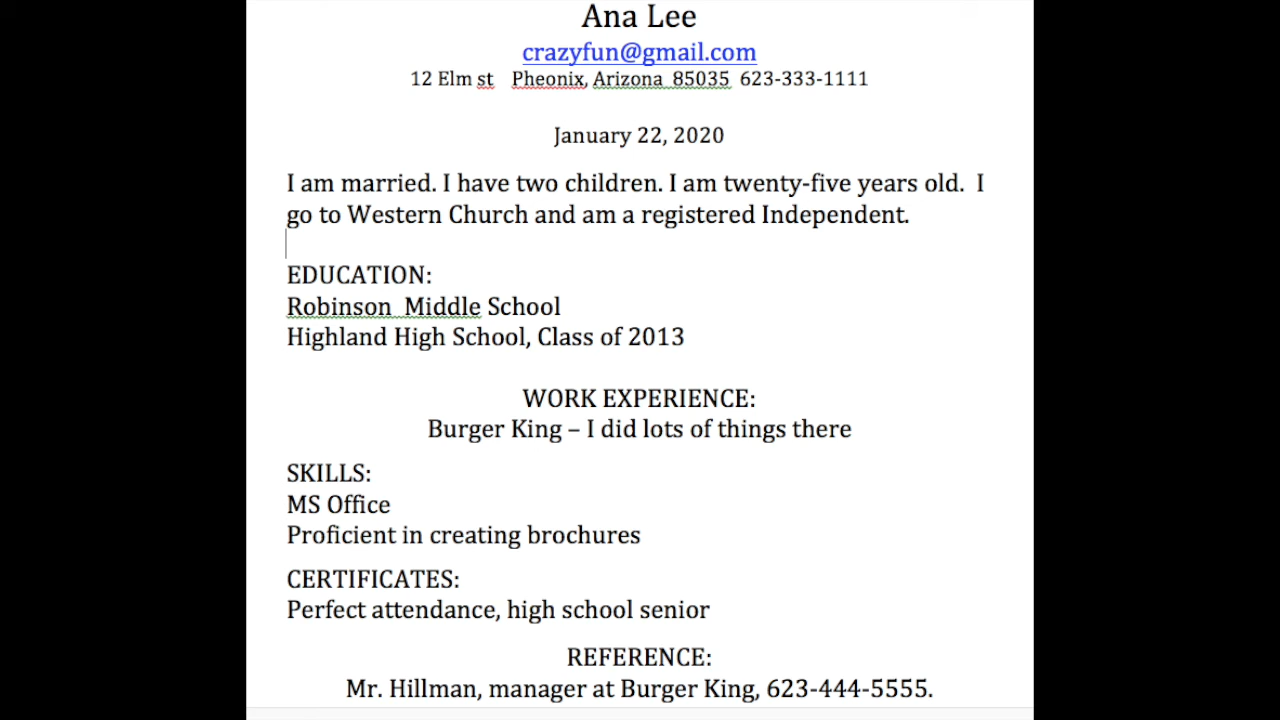 Ana Lee
crazyfun@gmail.com
12 Elm st Pheonix, Arizona 85035 623-333-1111
January 22, 2020
I am married. I have two children. I am twenty-five years old. I
go to Western Church and am a registered Independent.
EDUCATION:
Robinson Middle School
Highland High School, Class of 2013
WORK EXPERIENCE:
Burger King – I did lots of things there
SKILLS:
MS Office
Proficient in creating brochures
CERTIFICATES:
Perfect attendance, high school senior
REFERENCE:
Mr. Hillman, manager at Burger King, 623-444-5555.